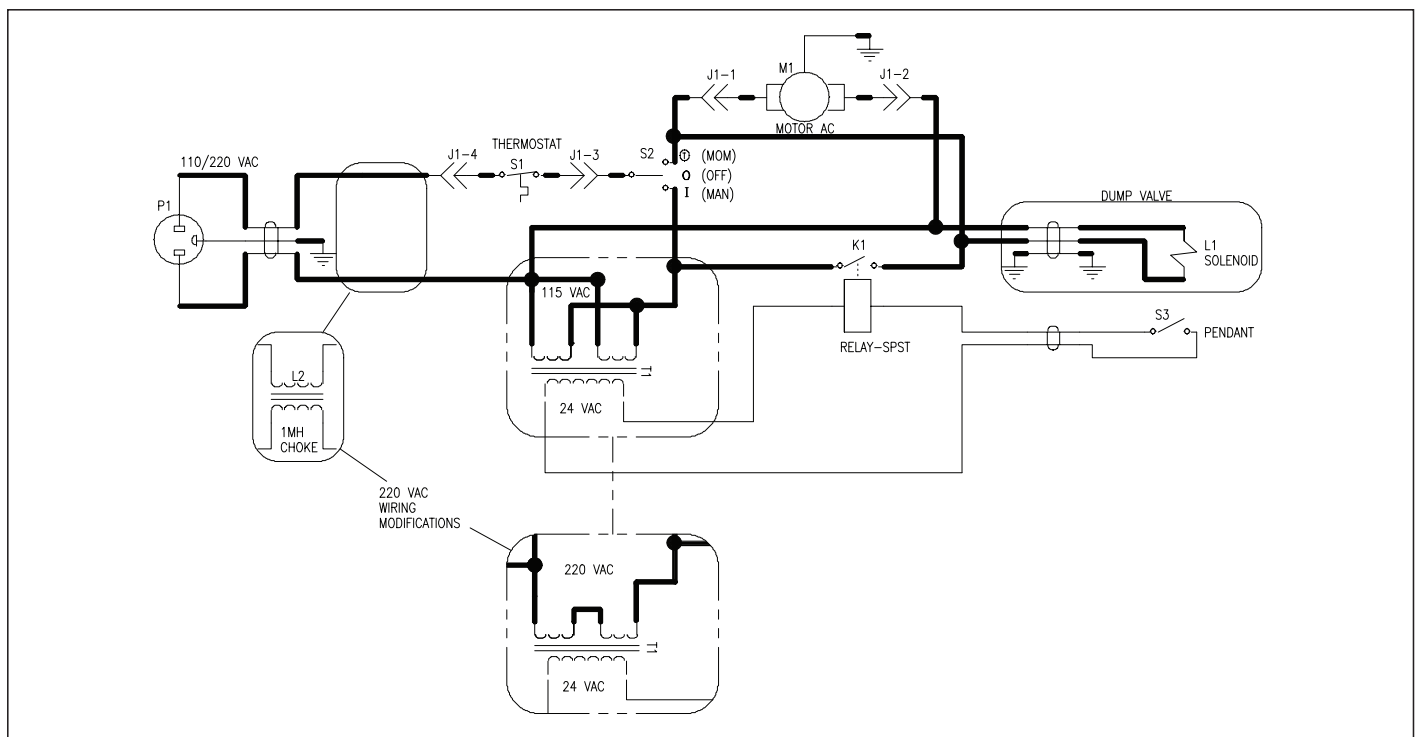 M1
J1-1
J1-2
MOTOR AC
THERMOSTAT
110/220 VAC
J1-4
S1
J1-3
S2
(MOM)
O (OFF)
I (MAN)
P1
DUMP VALVE
L1
SOLENOID
K1
115 VAC
S3
PENDANT
RELAY-SPST
T1
24 VAC
L2
1MH
CHOKE
220 VAC
WIRING
MODIFICATIONS
220 VAC
T1
24 VAC